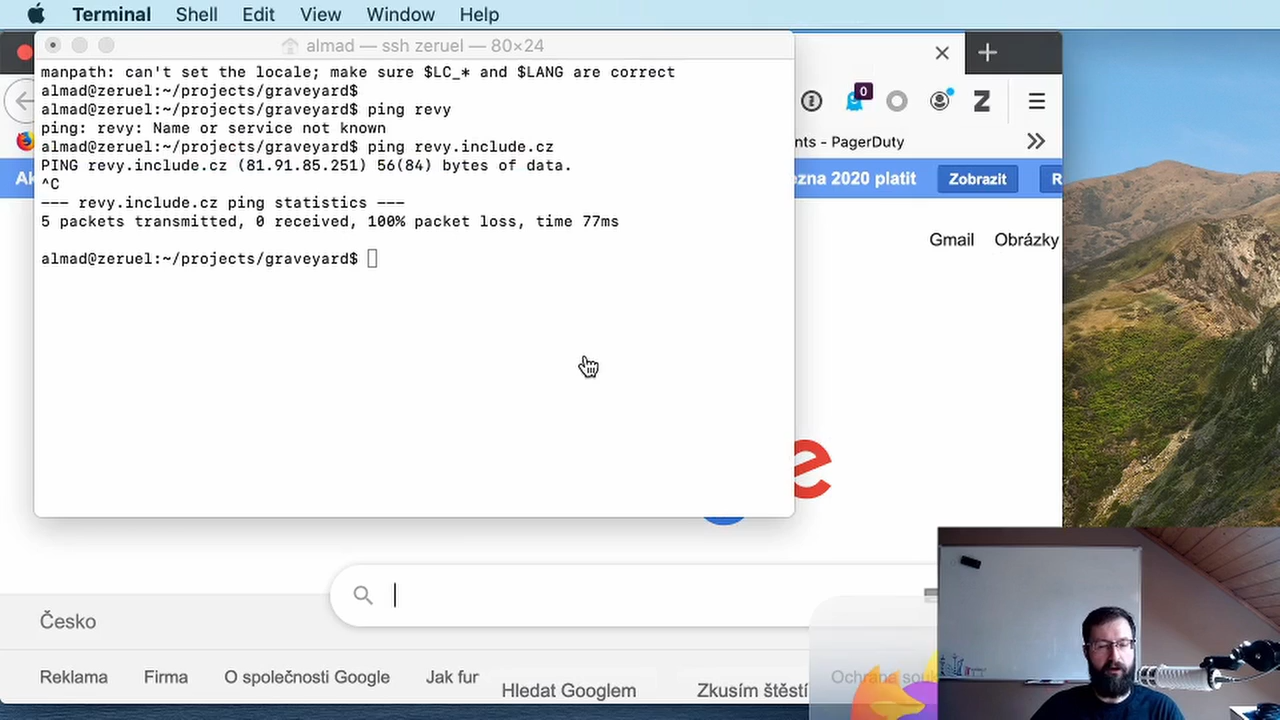 Terminal Shell Edit View Window Help
almad — ssh zeruel — 80×24
manpath: can't set the locale; make sure $LC_* and $LANG are correct
almad@zeruel:~/projects/graveyard$
almad@zeruel:~/projects/graveyard$ ping revy
ping: revy: Name or service not known
almad@zeruel:~/projects/graveyard$ ping revy.include.cz
PING revy.include.cz (81.91.85.251) 56(84) bytes of data.
^C
--- revy.include.cz ping statistics ---
5 packets transmitted, 0 received, 100% packet loss, time 77ms
almad@zeruel:~/projects/graveyard$
0
Z
nts - PagerDuty
Ak
ezna 2020 platit
Zobrazit
R
Gmail Obrázky
e
Česko
Reklama Firma O společnosti Google Jak fur
Hledat Googlem Zkusím štěstí
Ochrana souk